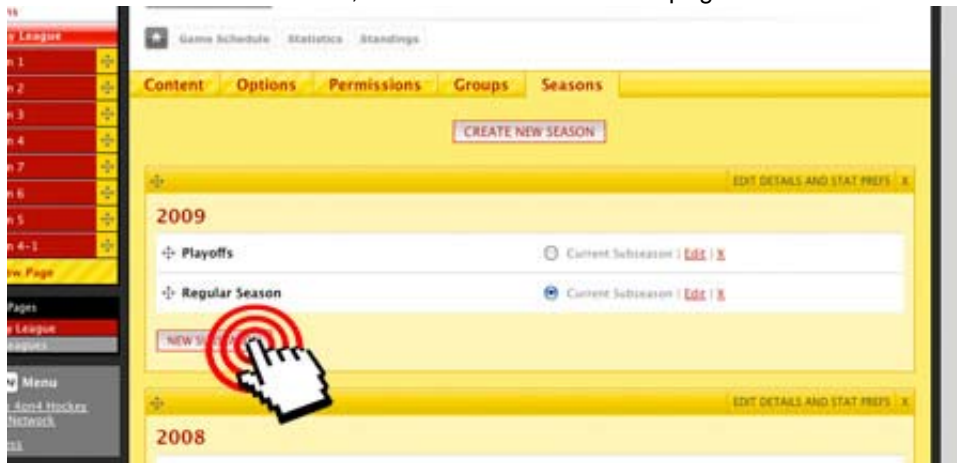 y League
Game Schedule Statistics Standings
n 1
n 2
n 3
n 4
n 7
n 6
n 5
n 4-1
ew Page
Pages
y League
eagues
Menu
4on4 Hockey
Network
Content Options Permissions Groups Seasons
CREATE NEW SEASON
EDIT DETAILS AND STAT PREFS X
2009
Playoffs Current Subseason | Edit | X
Regular Season Current Subseason | Edit | X
NEW SU
EDIT DETAILS AND STAT PREFS X
2008